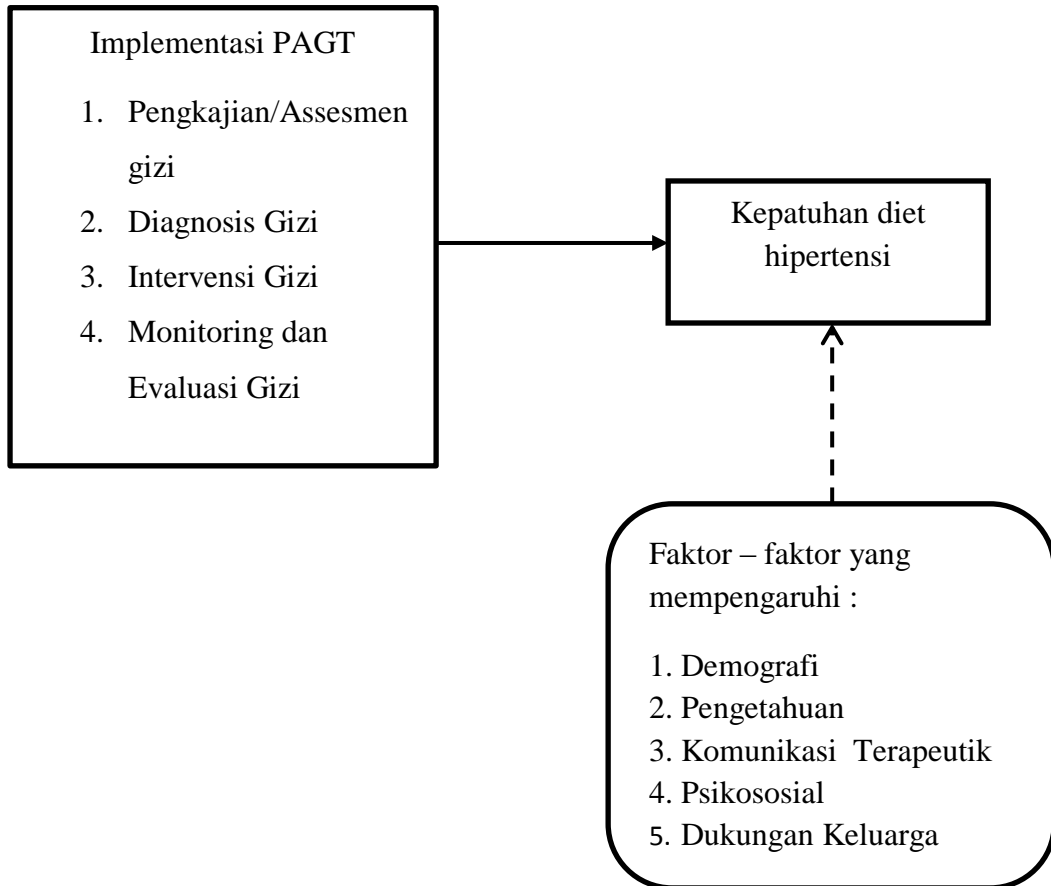 Implementasi PAGT
1. Pengkajian/Assesmen
gizi
2. Diagnosis Gizi
3. Intervensi Gizi
4. Monitoring dan
Evaluasi Gizi
Kepatuhan diet
hipertensi
Faktor – faktor yang
mempengaruhi :
1. Demografi
2. Pengetahuan
3. Komunikasi Terapeutik
4. Psikososial
5. Dukungan Keluarga